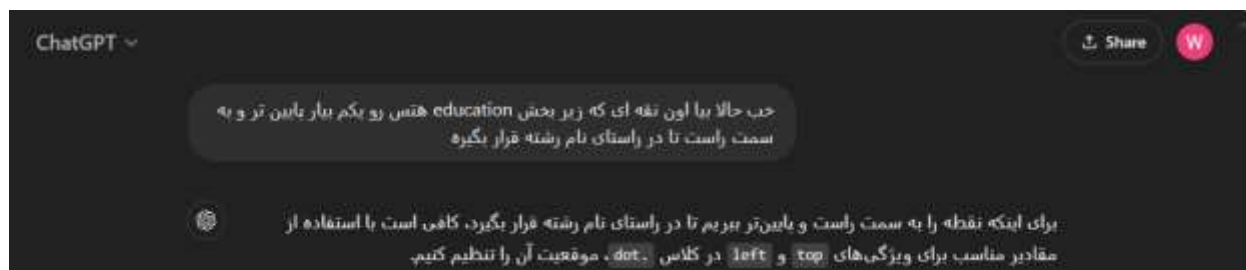 ChatGPT
Share
W
خب حالا بیا اون نقه ای که زیر بخش education هتس رو یکم بیار پایین تر و به
سمت راست تا در راستای نام رشته قرار بگیره
برای اینکه نقطه را به سمت راست و پایین‌تر ببریم تا در راستای نام رشته قرار بگیرد، کافی است با استفاده از
مقادیر مناسب برای ویژگی‌های top و left در کلاس .dot، موقعیت آن را تنظیم کنیم.